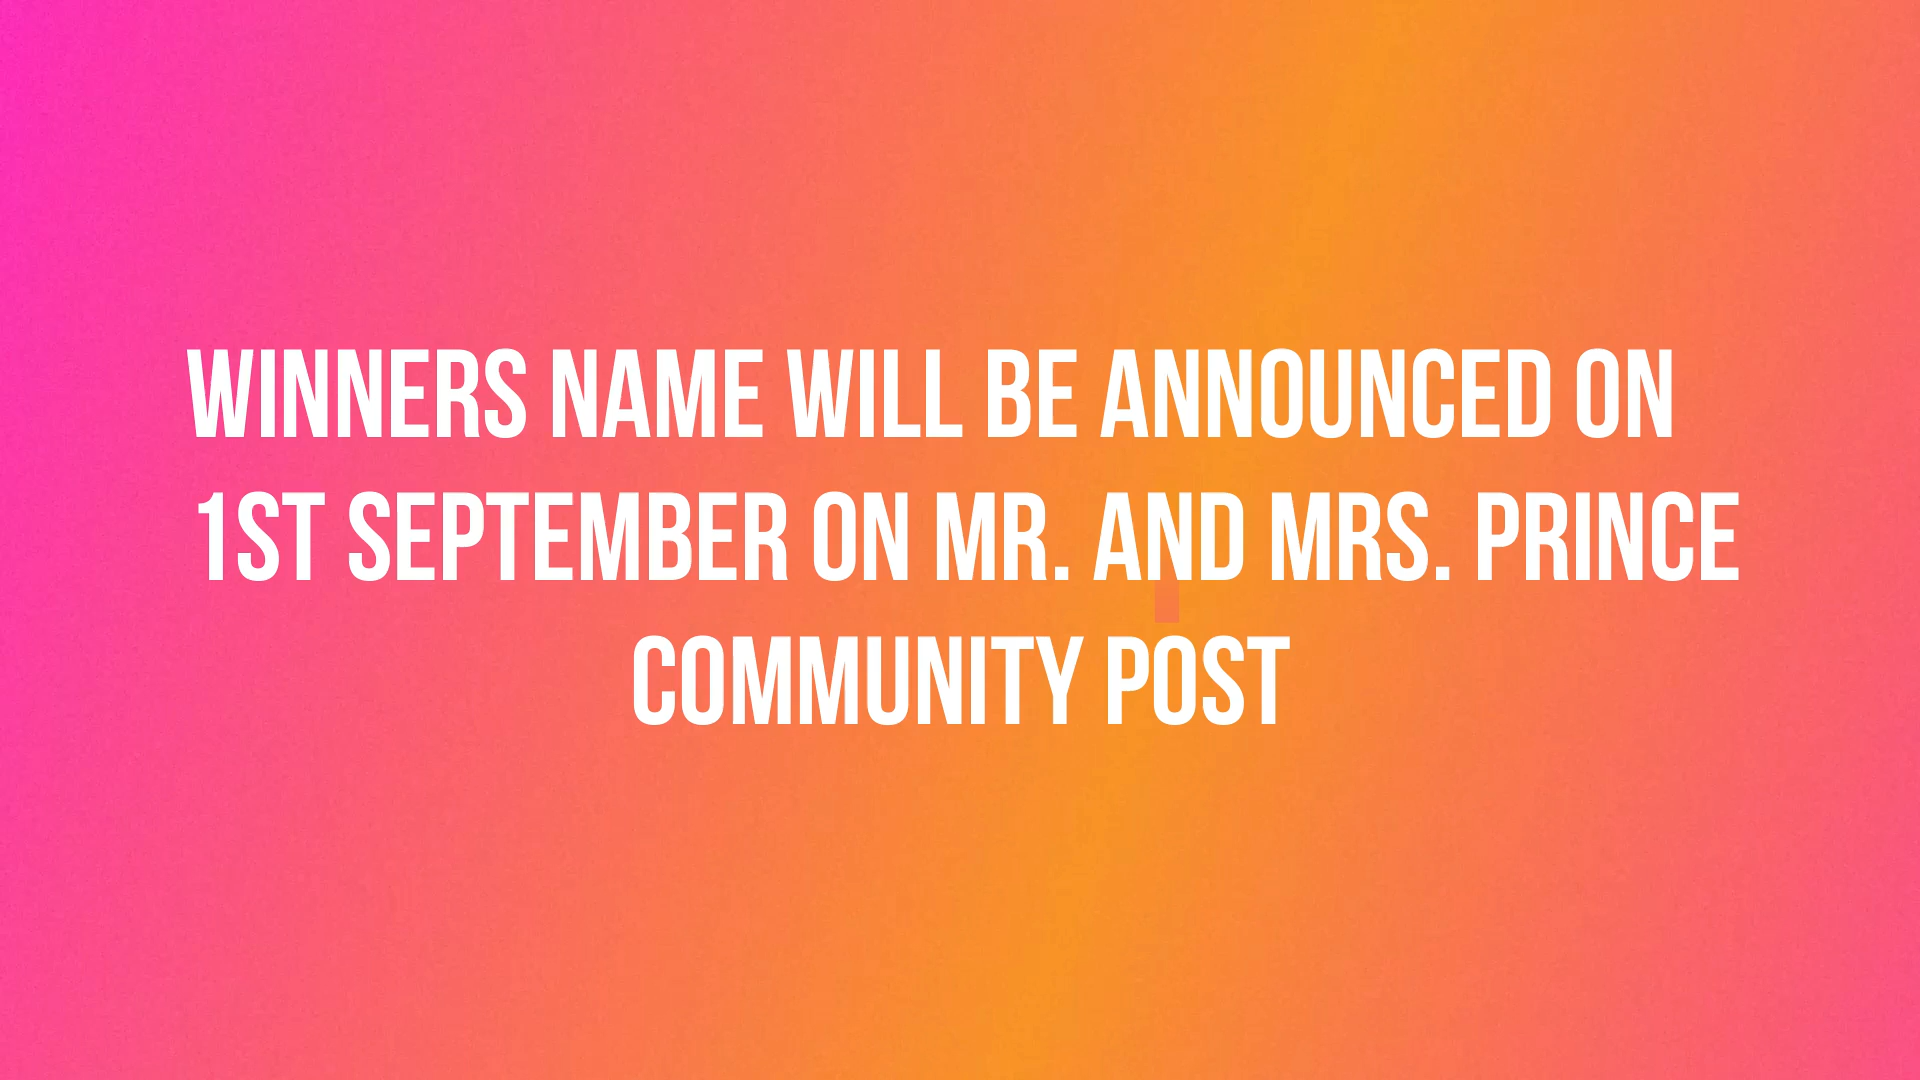 WINNERS NAME WILL BE ANNOUNCED ON
1ST SEPTEMBER ON MR. AND MRS. PRINCE
COMMUNITY POST